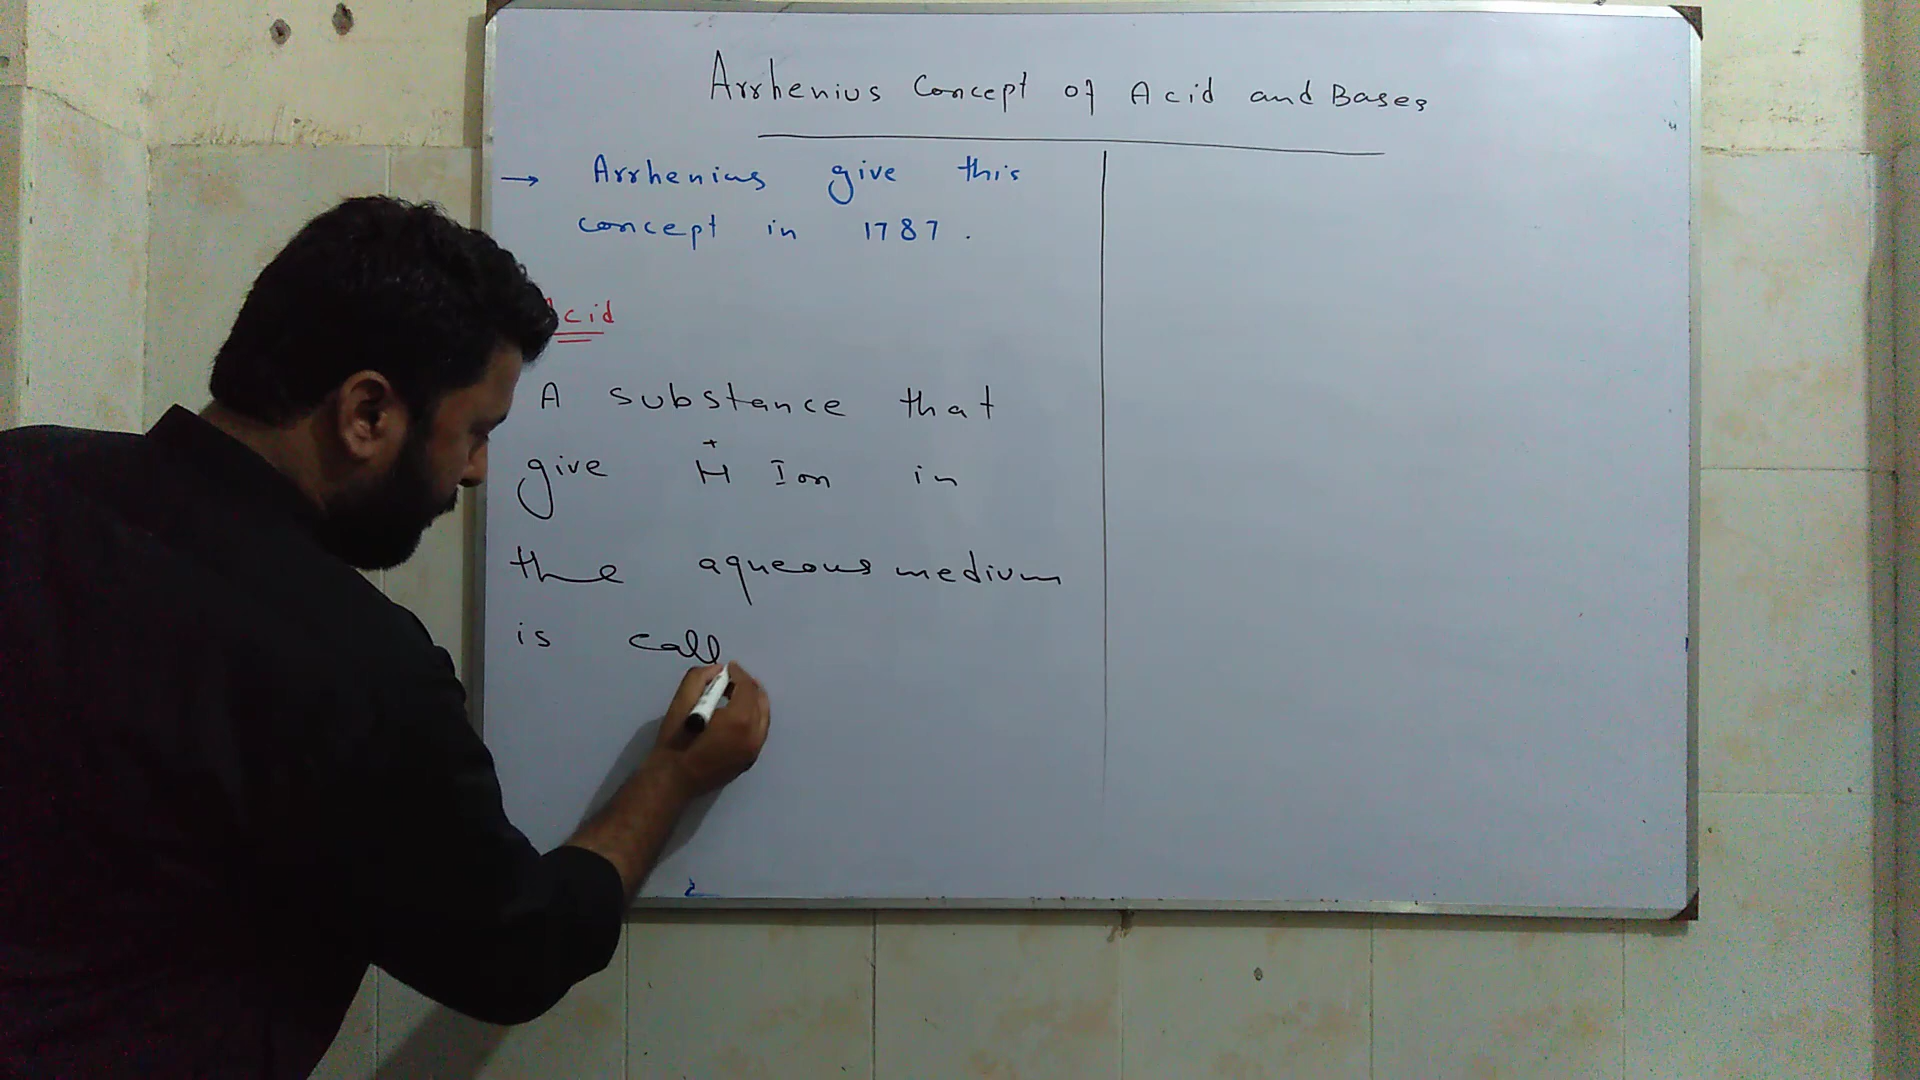 Arrhenius Concept of Acid and Bases
→ Arrhenius give this
concept in 1787.
Acid
A substance that
give H⁺ Ion in
the aqueous medium
is call